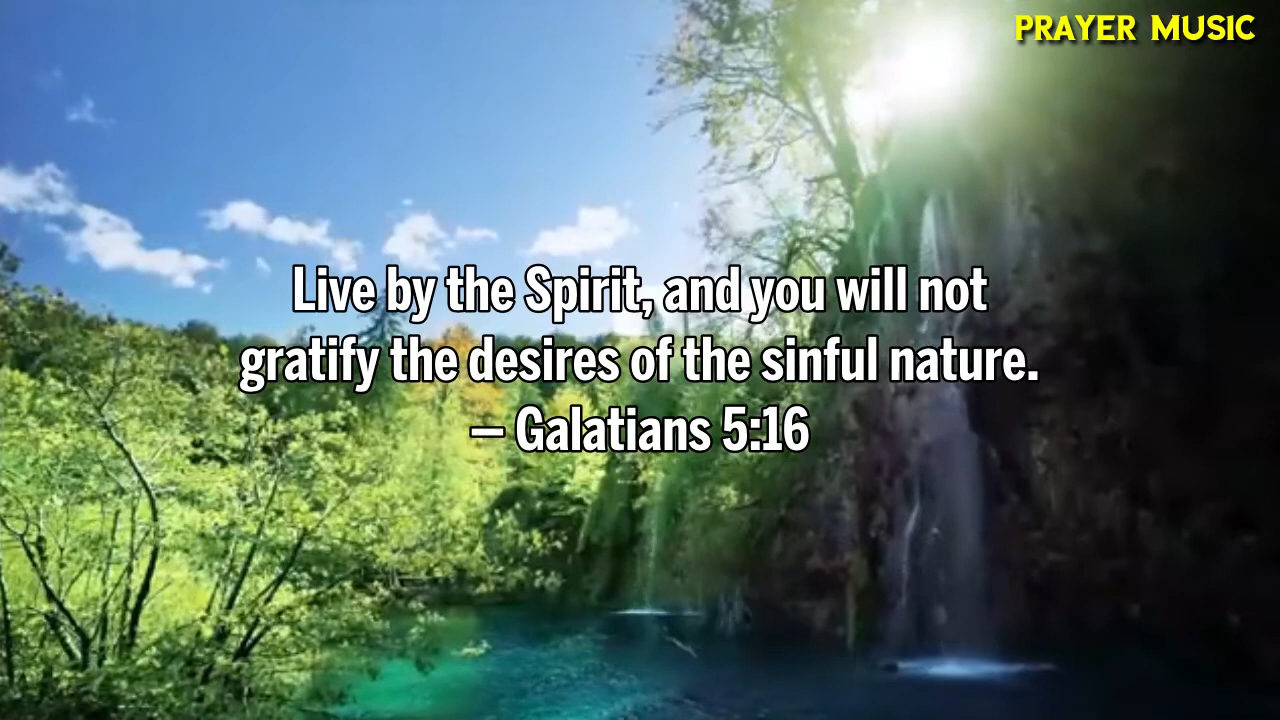 PRAYER MUSIC
Live by the Spirit, and you will not
gratify the desires of the sinful nature.
– Galatians 5:16